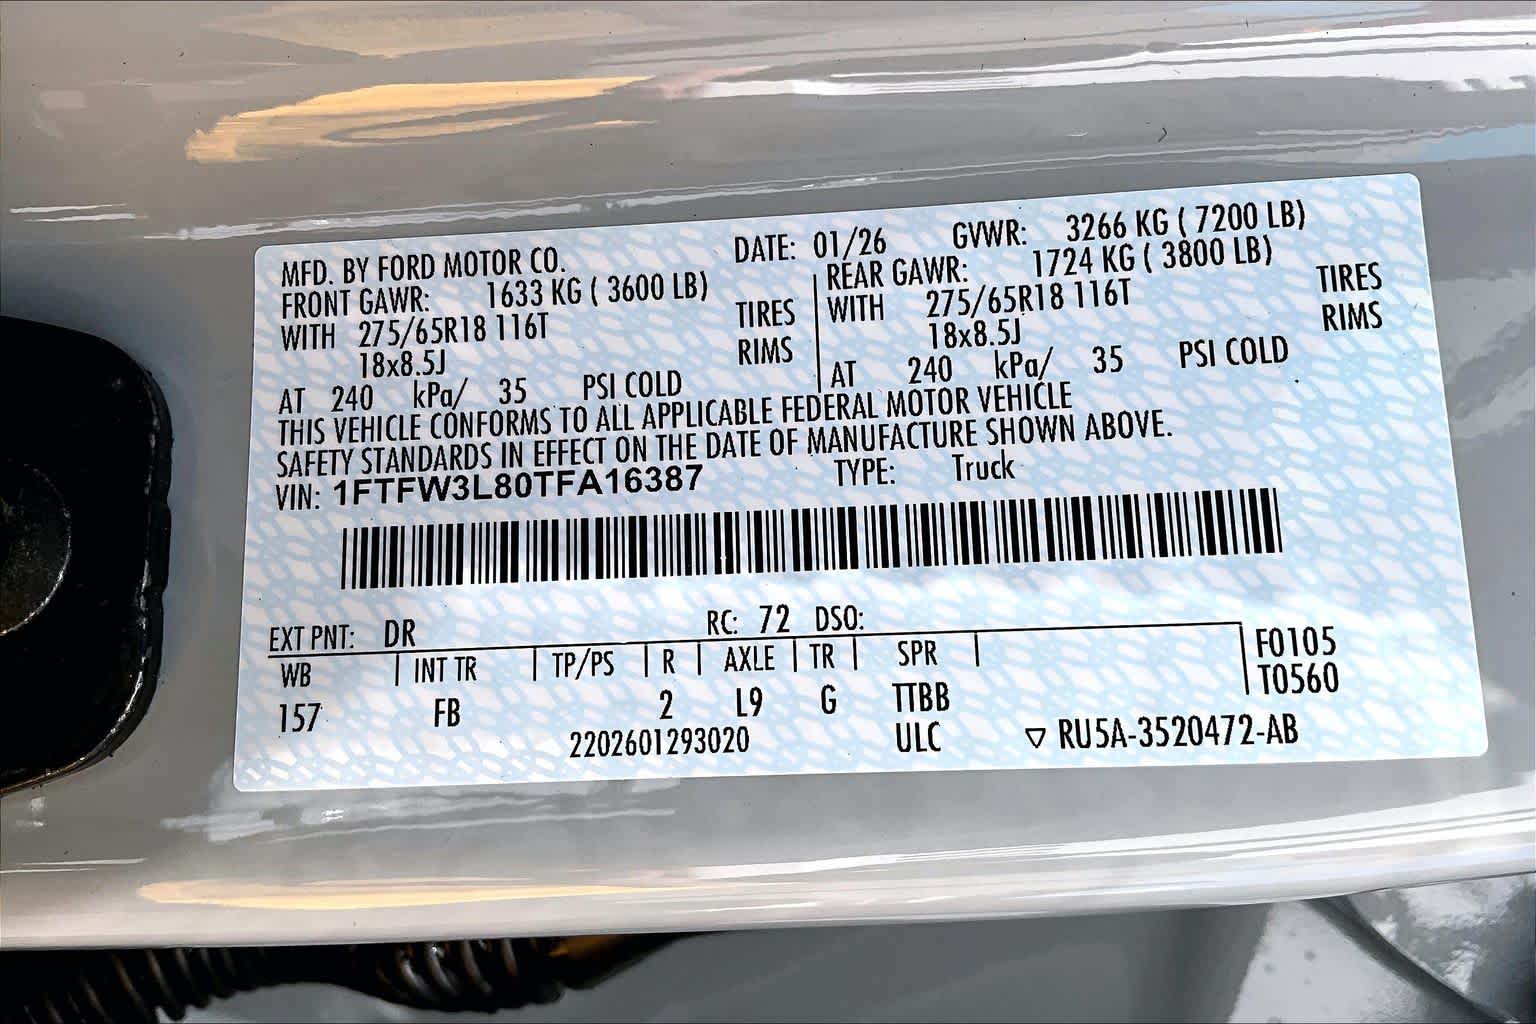 MFD. BY FORD MOTOR CO. DATE: 01/26 GVWR: 3266 KG ( 7200 LB)
FRONT GAWR: 1633 KG ( 3600 LB) REAR GAWR: 1724 KG ( 3800 LB)
WITH 275/65R18 116T TIRES WITH 275/65R18 116T TIRES
18x8.5J RIMS 18x8.5J RIMS
AT 240 kPa/ 35 PSI COLD AT 240 kPa/ 35 PSI COLD
THIS VEHICLE CONFORMS TO ALL APPLICABLE FEDERAL MOTOR VEHICLE
SAFETY STANDARDS IN EFFECT ON THE DATE OF MANUFACTURE SHOWN ABOVE.
VIN: 1FTFW3L80TFA16387 TYPE: Truck
EXT PNT: DR RC: 72 DSO:
WB INT TR TP/PS R AXLE TR SPR F0105
157 FB 2 L9 G TTBB T0560
2202601293020 ULC ▽ RU5A-3520472-AB